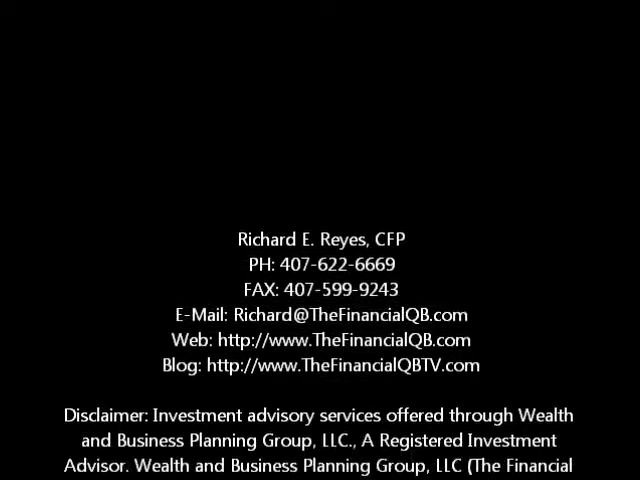 Richard E. Reyes, CFP
PH: 407-622-6669
FAX: 407-599-9243
E-Mail: Richard@TheFinancialQB.com
Web: http://www.TheFinancialQB.com
Blog: http://www.TheFinancialQBTV.com
Disclaimer: Investment advisory services offered through Wealth
and Business Planning Group, LLC., A Registered Investment
Advisor. Wealth and Business Planning Group, LLC (The Financial